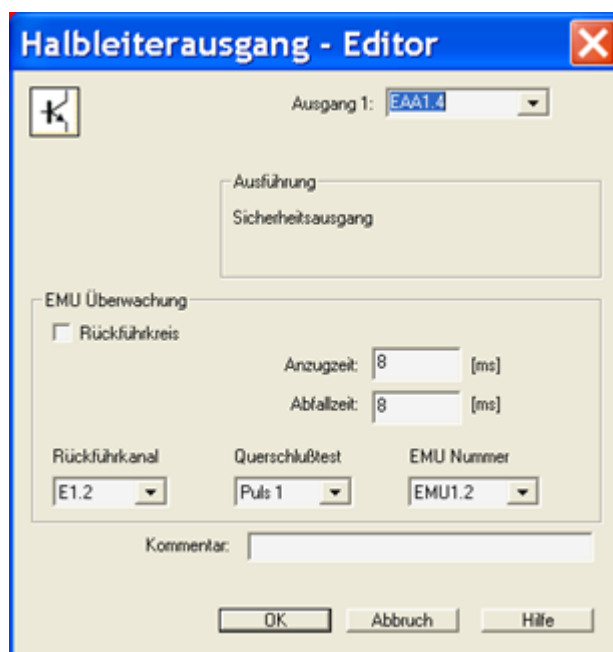 Halbleiterausgang - Editor
Ausgang 1: EAA1.4
Ausführung
Sicherheitsausgang
EMU Überwachung
Rückführkreis
Anzugzeit: 8 [ms]
Abfallzeit: 8 [ms]
Rückführkanal Querschlußtest EMU Nummer
E1.2 Puls 1 EMU1.2
Kommentar:
OK Abbruch Hilfe